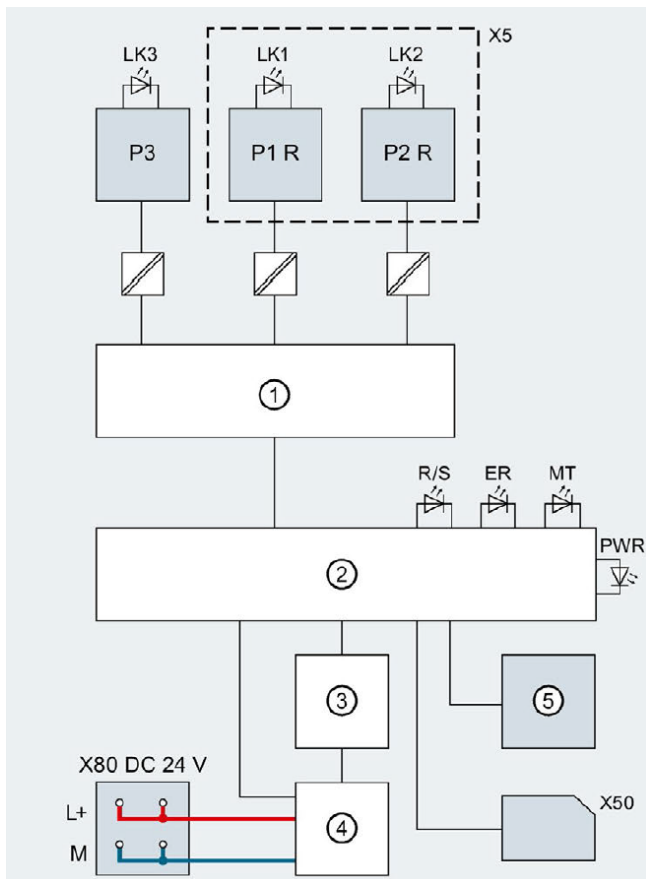 X5
LK3
LK1
LK2
P3
P1 R
P2 R
1
R/S
ER
MT
PWR
2
3
5
X80 DC 24 V
X50
L+
4
M